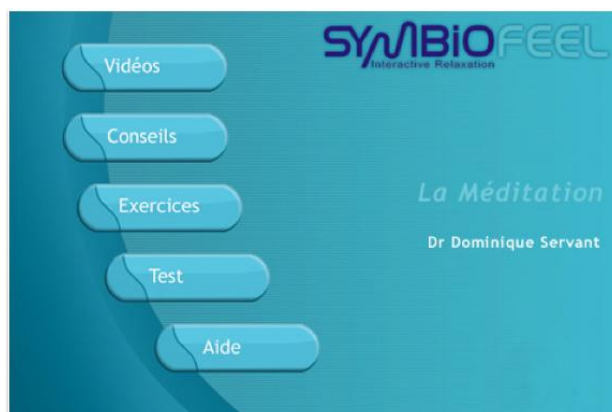 SYMBiOFEEL
Interactive Relaxation
Vidéos
Conseils
Exercices
Test
Aide
La Méditation
Dr Dominique Servant